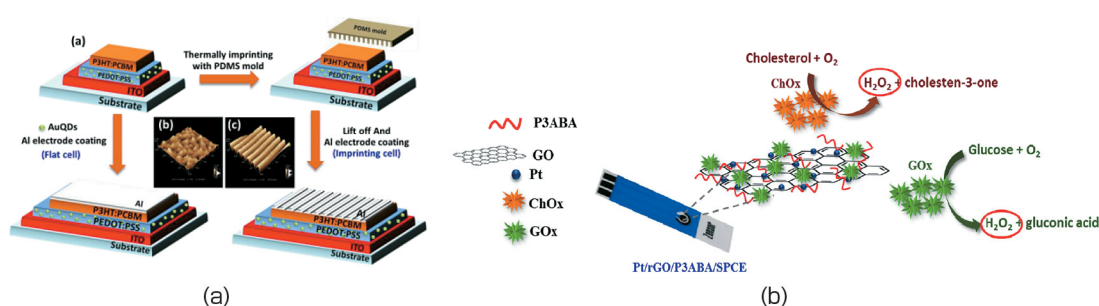 (a)
P3HT:PCBM
PEDOT:PSS
ITO
Substrate
Thermally imprinting
with PDMS mold
PDMS mold
P3HT:PCBM
PEDOT:PSS
ITO
Substrate
AuQDs
Al electrode coating
(Flat cell)
(b)
(c)
Lift off And
Al electrode coating
(Imprinting cell)
Al
P3HT:PCBM
PEDOT:PSS
ITO
Substrate
Al
P3HT:PCBM
PEDOT:PSS
ITO
Substrate
(a)
P3ABA
GO
Pt
ChOx
GOx
Cholesterol + O2
ChOx
H2O2 + cholesten-3-one
GOx
Glucose + O2
H2O2 + gluconic acid
Zensor
Pt/rGO/P3ABA/SPCE
(b)